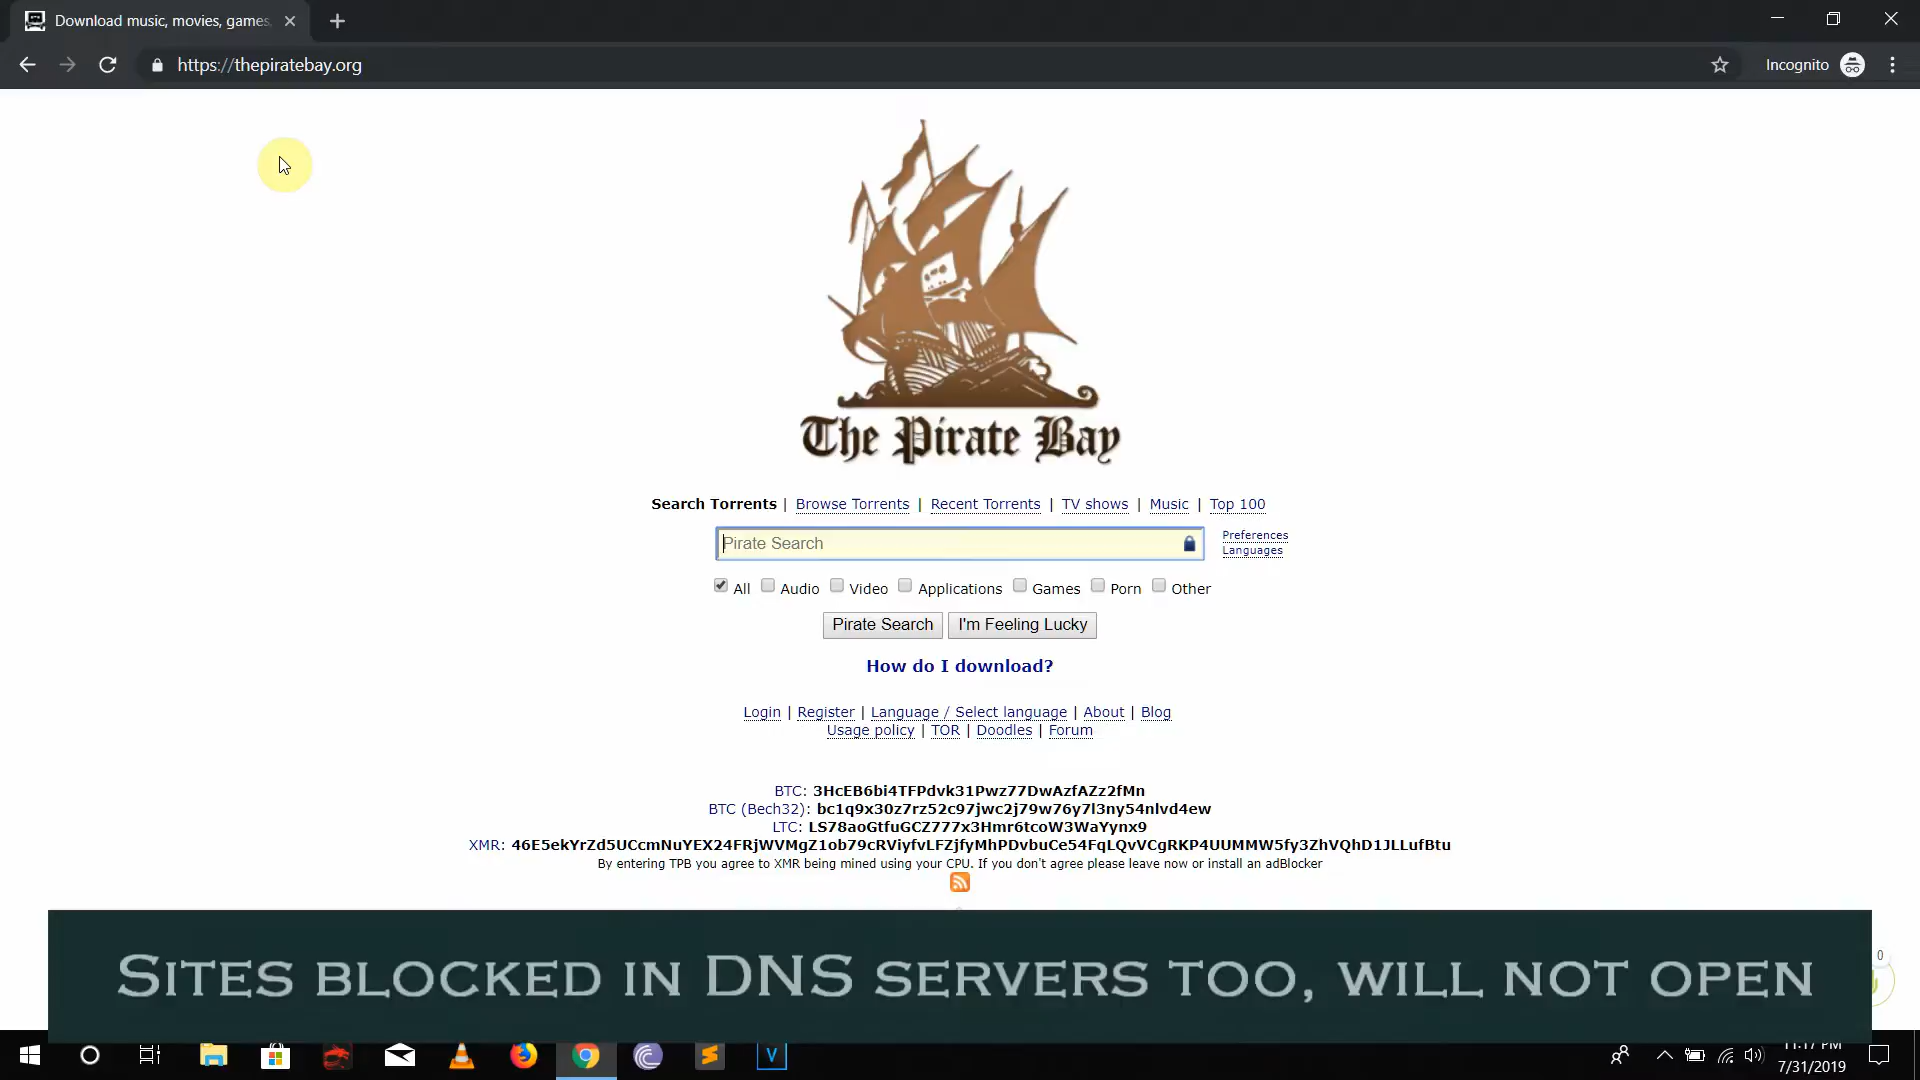 Download music, movies, games,
https://thepiratebay.org
Incognito
The Pirate Bay
Search Torrents | Browse Torrents | Recent Torrents | TV shows | Music | Top 100
Pirate Search
Preferences
Languages
All Audio Video Applications Games Porn Other
Pirate Search I'm Feeling Lucky
How do I download?
Login | Register | Language / Select language | About | Blog
Usage policy | TOR | Doodles | Forum
BTC: 3HcEB6bi4TFPdvk31Pwz77DwAzfAZz2fMn
BTC (Bech32): bc1q9x30z7rz52c97jwc2j79w76y7l3ny54nlvd4ew
LTC: LS78aoGtfuGCZ777x3Hmr6tcoW3WaYynx9
XMR: 46E5ekYrZd5UCcmNuYEX24FRjWVMgZ1ob79cRViyfvLFZjfyMhPDvbuCe54FqLQvVCgRKP4UUMMW5fy3ZhVQhD1JLLufBtu
By entering TPB you agree to XMR being mined using your CPU. If you don't agree please leave now or install an adBlocker
0
Sites blocked in DNS servers too, will not open
V
11:17 PM
7/31/2019